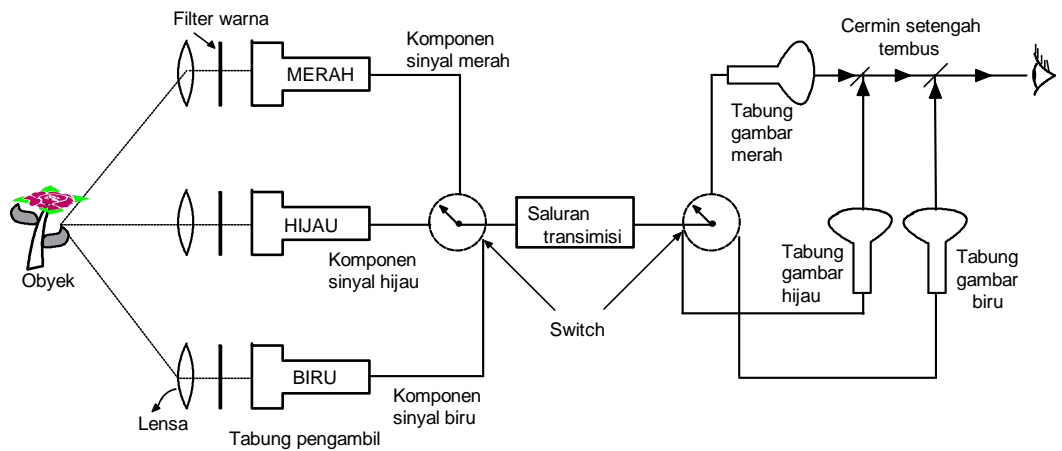 Filter warna
MERAH
Komponen
sinyal merah
Cermin setengah
tembus
Tabung
gambar
merah
HIJAU
Komponen
sinyal hijau
Saluran
transimisi
Obyek
Switch
Tabung
gambar
hijau
Tabung
gambar
biru
BIRU
Komponen
sinyal biru
Lensa
Tabung pengambil